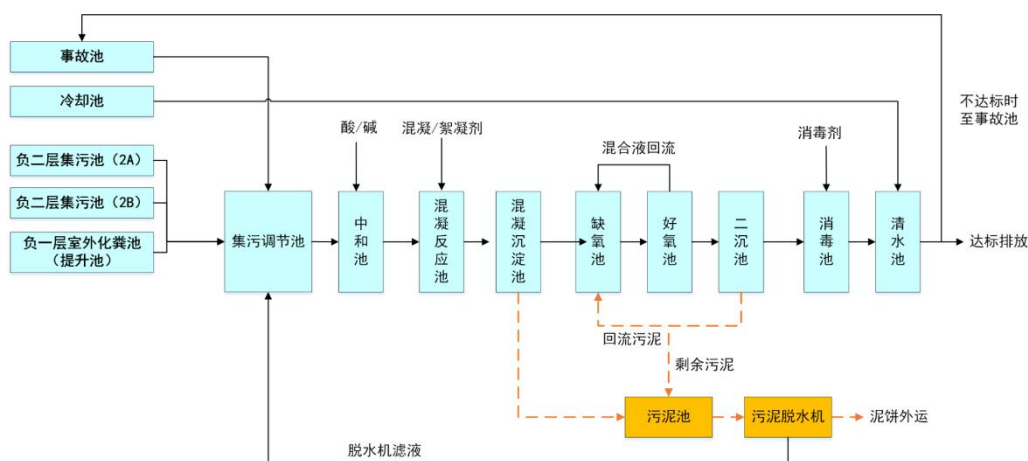 事故池
冷却池
不达标时
至事故池
酸/碱
混凝/絮凝剂
消毒剂
混合液回流
负二层集污池（2A）
负二层集污池（2B）
负一层室外化粪池
（提升池）
集污调节池
中和池
混凝反应池
混凝沉淀池
缺氧池
好氧池
二沉池
消毒池
清水池
达标排放
回流污泥
剩余污泥
污泥池
污泥脱水机
泥饼外运
脱水机滤液